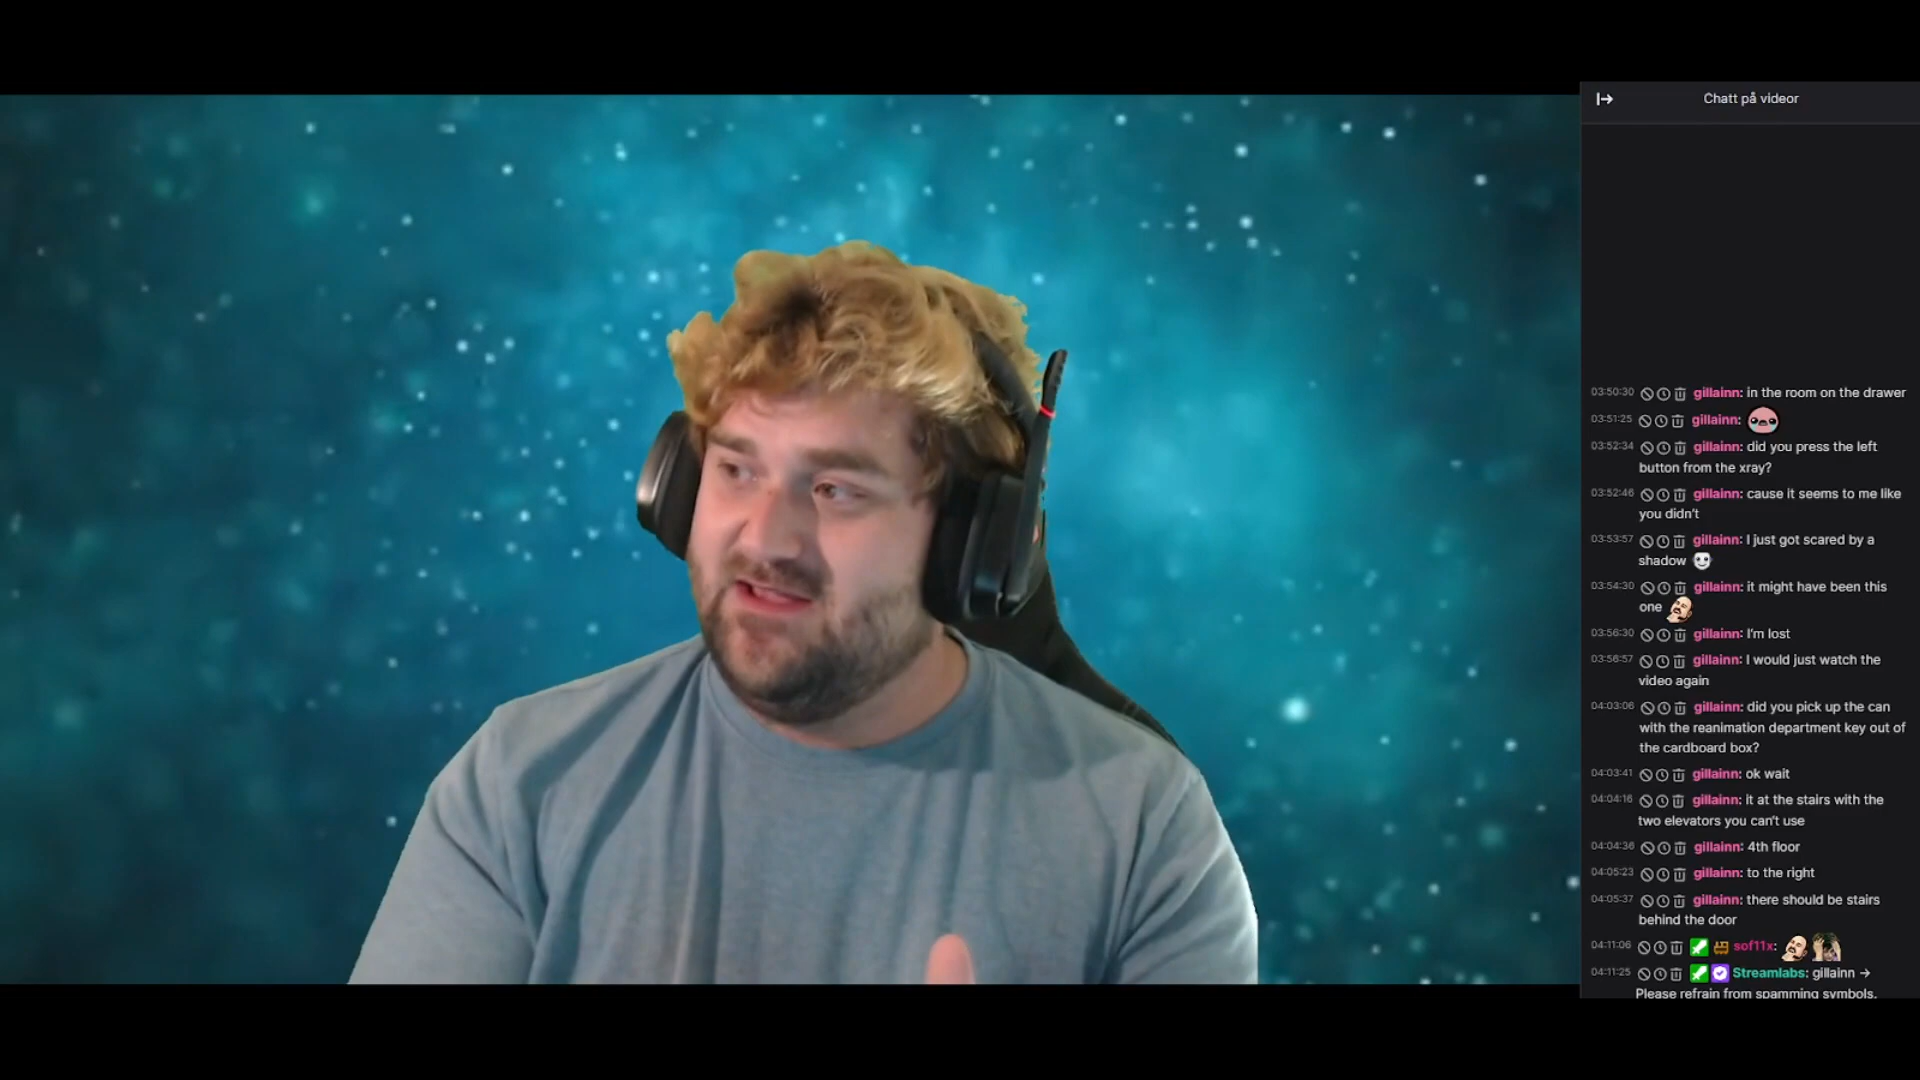 Chatt på videor
03:50:30 gillainn: in the room on the drawer
03:51:25 gillainn:
03:52:34 gillainn: did you press the left
button from the xray?
03:52:46 gillainn: cause it seems to me like
you didn't
03:53:57 gillainn: I just got scared by a
shadow
03:54:30 gillainn: it might have been this
one
03:56:30 gillainn: I'm lost
03:56:57 gillainn: I would just watch the
video again
04:03:06 gillainn: did you pick up the can
with the reanimation department key out of
the cardboard box?
04:03:41 gillainn: ok wait
04:04:16 gillainn: it at the stairs with the
two elevators you can't use
04:04:36 gillainn: 4th floor
04:05:23 gillainn: to the right
04:05:37 gillainn: there should be stairs
behind the door
04:11:06 sof11x:
04:11:25 Streamlabs: gillainn →
Please refrain from spamming symbols.